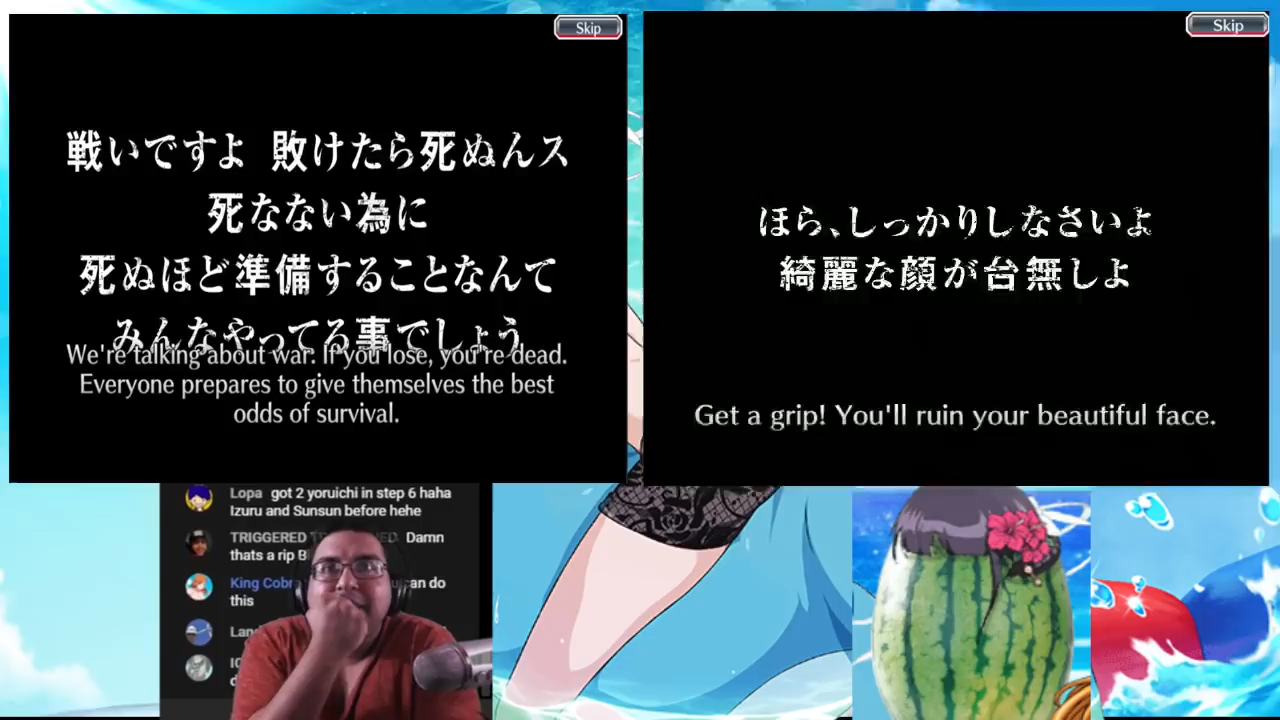 Skip
戦いですよ 敗けたら死ぬんス
死なない為に
死ぬほど準備することなんて
みんなやってる事でしょう
We're talking about war. If you lose, you're dead.
Everyone prepares to give themselves the best
odds of survival.
Skip
ほら、しっかりしなさいよ
綺麗な顔が台無しよ
Get a grip! You'll ruin your beautiful face.
Lopa got 2 yoruichi in step 6 haha
Izuru and Sunsun before hehe
TRIGGERED Damn
thats a rip
King Cobra can do
this